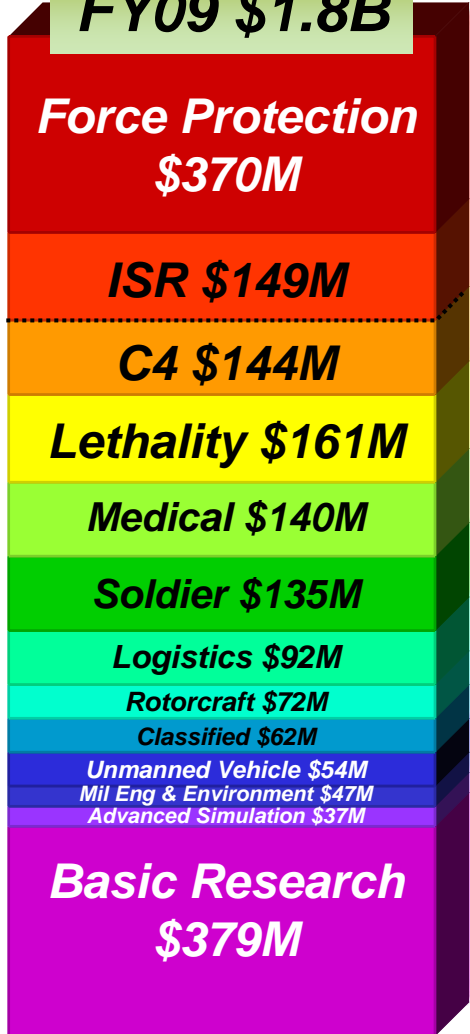 FY09 $1.8B
Force Protection
$370M
ISR $149M
C4 $144M
Lethality $161M
Medical $140M
Soldier $135M
Logistics $92M
Rotorcraft $72M
Classified $62M
Unmanned Vehicle $54M
Mil Eng & Environment $47M
Advanced Simulation $37M
Basic Research
$379M